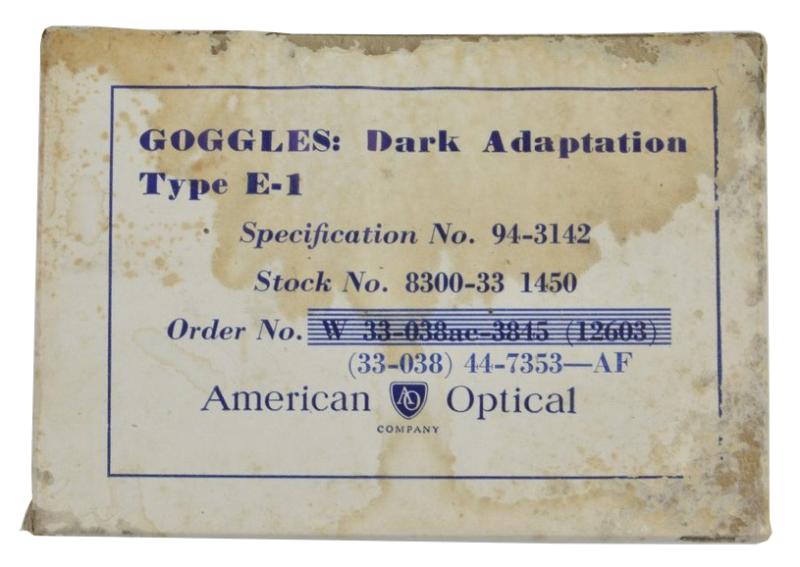 GOGGLES: Dark Adaptation
Type E-1
Specification No. 94-3142
Stock No. 8300-33 1450
Order No. W 33-038ac-3845 (12603)
(33-038) 44-7353—AF
American AO Optical
COMPANY